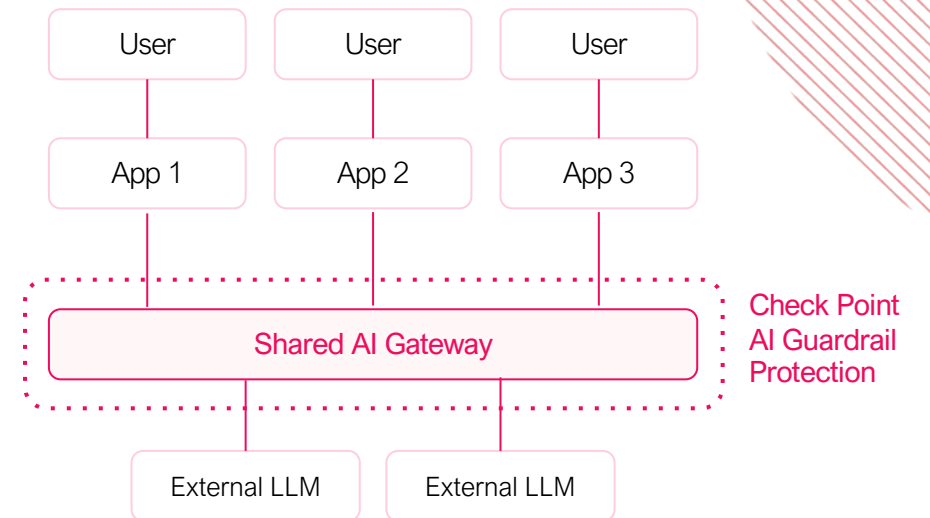 User
User
User
App 1
App 2
App 3
Shared AI Gateway
Check Point
AI Guardrail
Protection
External LLM
External LLM